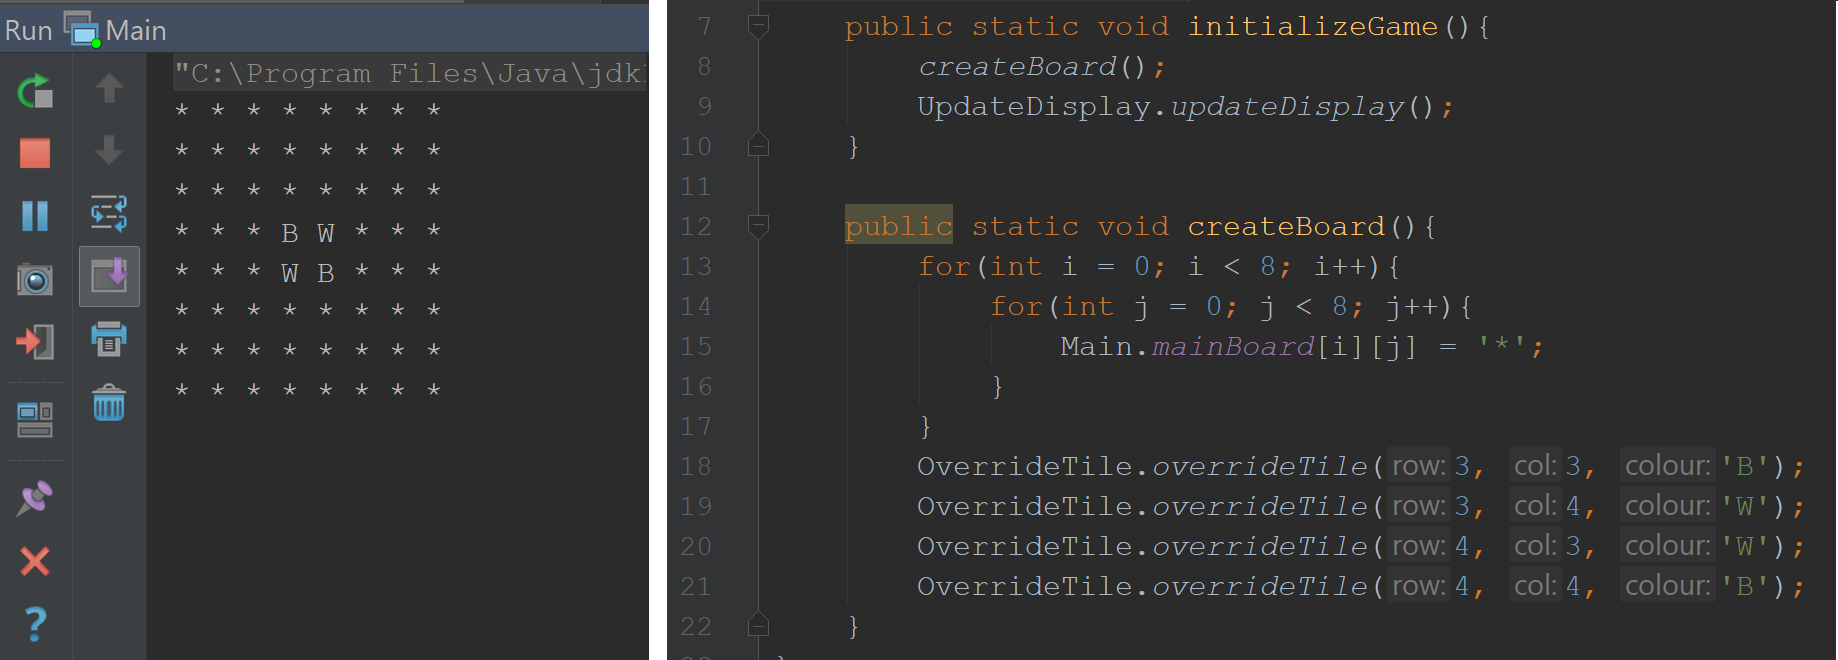 Run Main
"C:\Program Files\Java\jdk
* * * * * * * *
* * * * * * * *
* * * * * * * *
* * * B W * * *
* * * W B * * *
* * * * * * * *
* * * * * * * *
* * * * * * * *
7 public static void initializeGame(){
8 createBoard();
9 UpdateDisplay.updateDisplay();
10 }
11
12 public static void createBoard(){
13 for(int i = 0; i < 8; i++){
14 for(int j = 0; j < 8; j++){
15 Main.mainBoard[i][j] = '*';
16 }
17 }
18 OverrideTile.overrideTile( row: 3, col: 3, colour: 'B');
19 OverrideTile.overrideTile( row: 3, col: 4, colour: 'W');
20 OverrideTile.overrideTile( row: 4, col: 3, colour: 'W');
21 OverrideTile.overrideTile( row: 4, col: 4, colour: 'B');
22 }